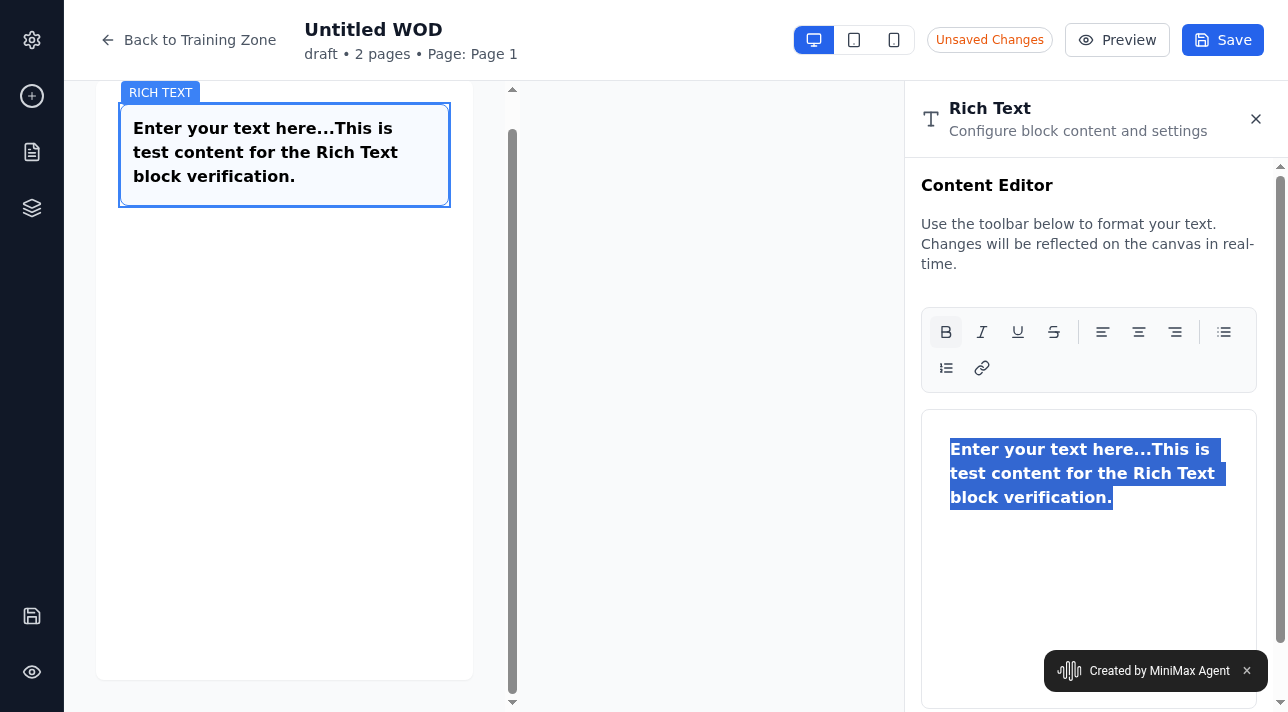 Back to Training Zone
Untitled WOD
draft • 2 pages • Page: Page 1
Unsaved Changes
Preview
Save
RICH TEXT
Enter your text here...This is
test content for the Rich Text
block verification.
Rich Text
Configure block content and settings
Content Editor
Use the toolbar below to format your text.
Changes will be reflected on the canvas in real-
time.
Enter your text here...This is
test content for the Rich Text
block verification.
Created by MiniMax Agent